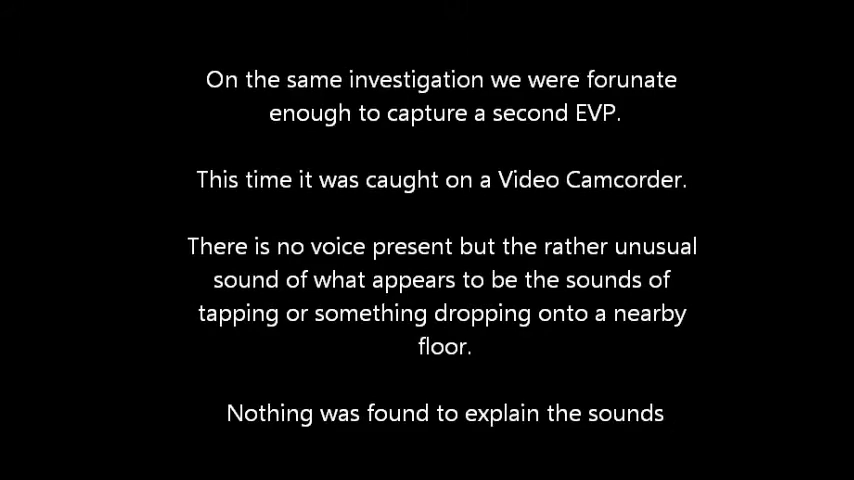 On the same investigation we were forunate
enough to capture a second EVP.
This time it was caught on a Video Camcorder.
There is no voice present but the rather unusual
sound of what appears to be the sounds of
tapping or something dropping onto a nearby
floor.
Nothing was found to explain the sounds